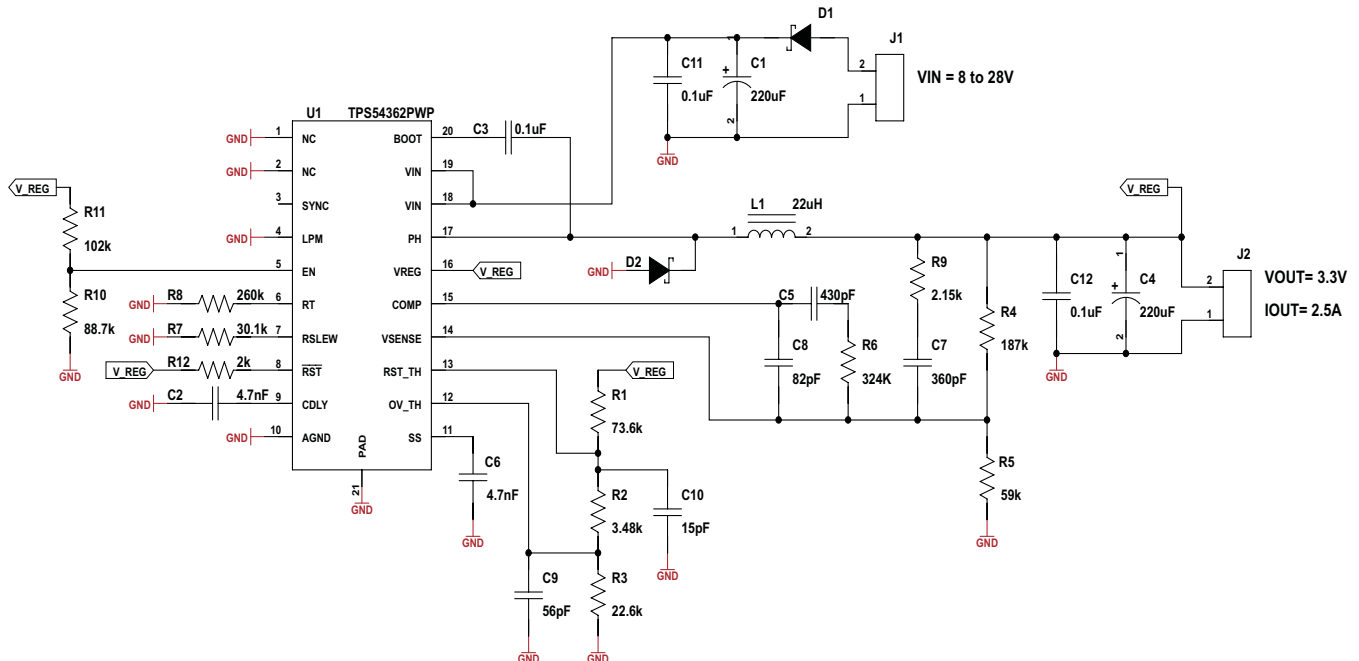 D1
J1
C11
0.1uF
1
+
C1
220uF
2
2
1
VIN = 8 to 28V
U1
TPS54362PWP
GND
1
NC
BOOT
20
C3
0.1uF
GND
GND
2
NC
VIN
19
V_REG
3
SYNC
VIN
18
R11
102k
GND
4
LPM
PH
17
L1
22uH
1
2
V_REG
5
EN
VREG
16
V_REG
GND
D2
R10
88.7k
GND
GND
R8
260k
6
RT
COMP
15
C5
430pF
GND
R7
30.1k
7
RSLEW
VSENSE
14
V_REG
R12
2k
8
RST
RST_TH
13
GND
C2
4.7nF
9
CDLY
OV_TH
12
GND
10
AGND
SS
11
PAD
21
GND
C8
82pF
R6
324K
R9
2.15k
C7
360pF
R4
187k
C12
0.1uF
1
+
C4
220uF
2
GND
J2
2
1
VOUT= 3.3V
IOUT= 2.5A
V_REG
R1
73.6k
C6
4.7nF
GND
R2
3.48k
C10
15pF
GND
R5
59k
GND
C9
56pF
GND
R3
22.6k
GND